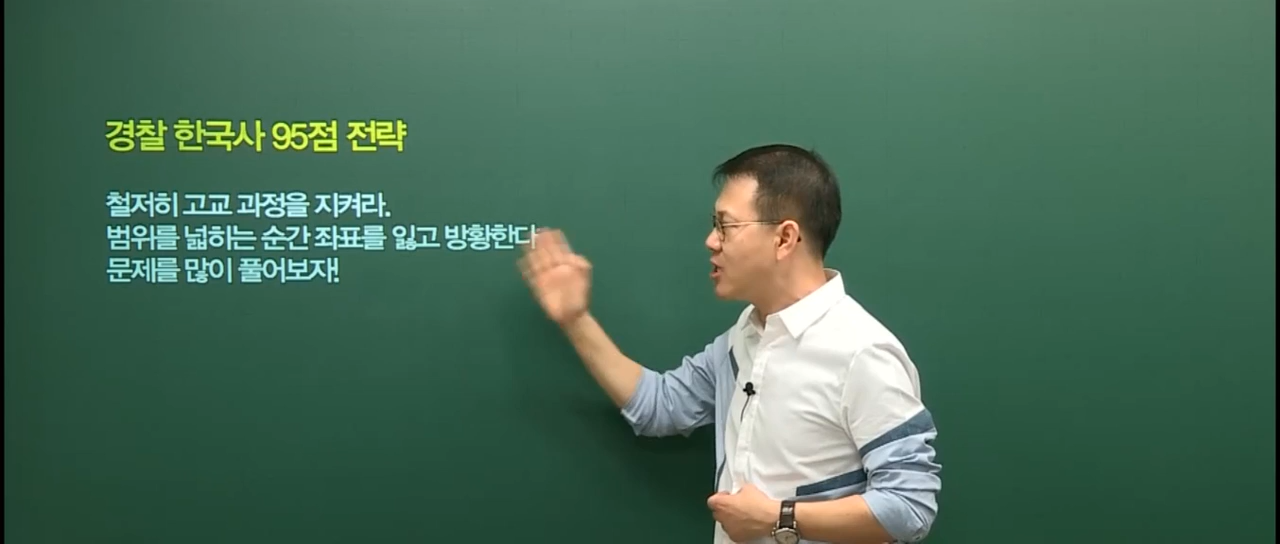 경찰 한국사 95점 전략
철저히 고교 과정을 지켜라.
범위를 넓히는 순간 좌표를 잃고 방황한다
문제를 많이 풀어보자!